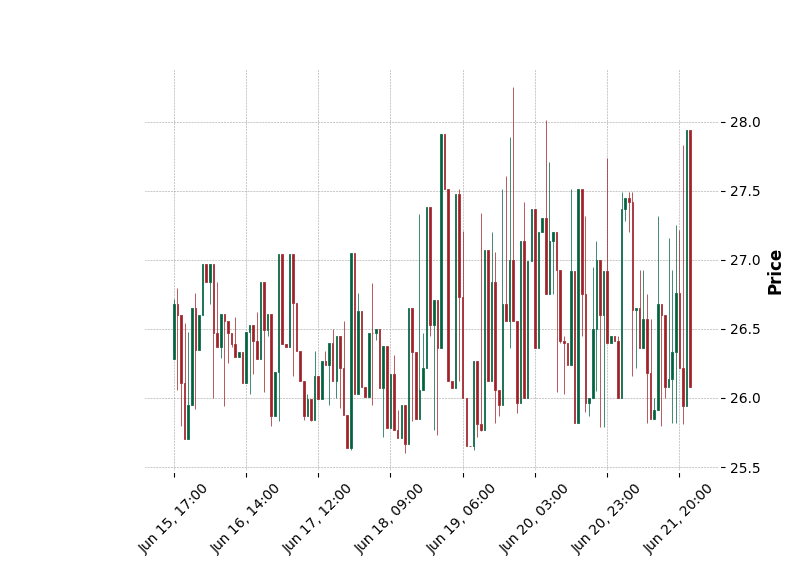 28.0
27.5
27.0
26.5
26.0
25.5
Price
Jun 15, 17:00
Jun 16, 14:00
Jun 17, 12:00
Jun 18, 09:00
Jun 19, 06:00
Jun 20, 03:00
Jun 20, 23:00
Jun 21, 20:00